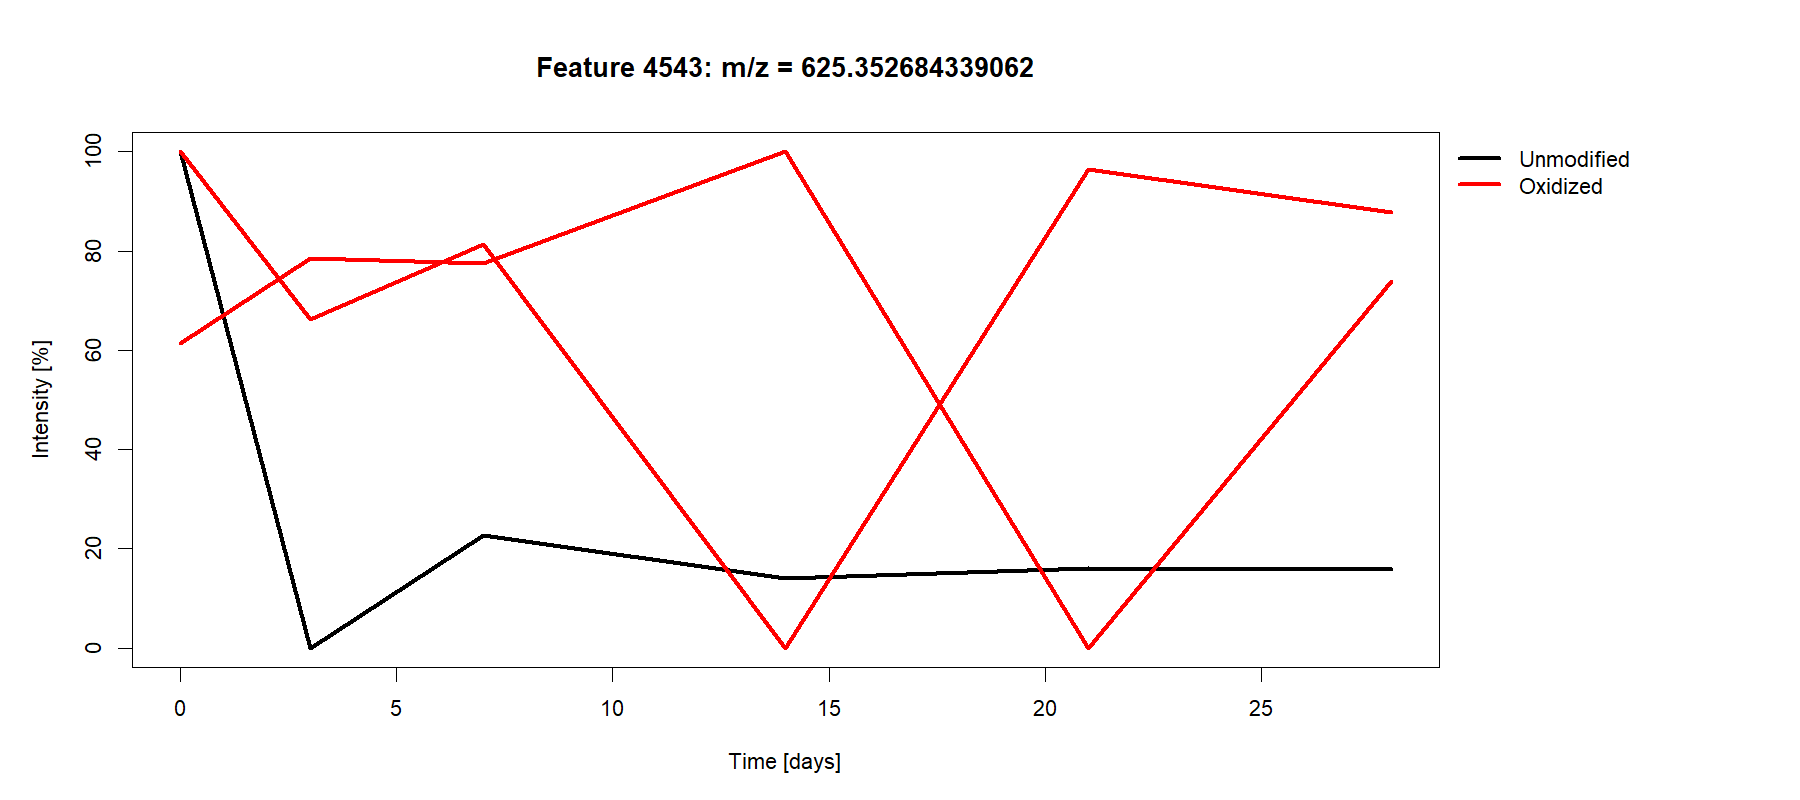 Feature 4543: m/z = 625.352684339062
Unmodified
Oxidized
Intensity [%]
100
80
60
40
20
0
0 5 10 15 20 25
Time [days]